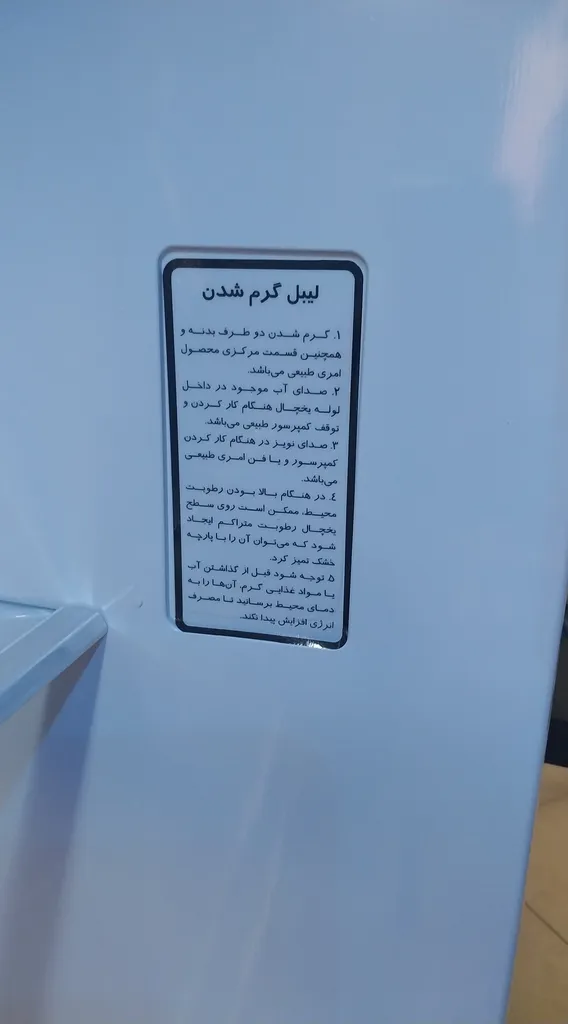 لیبل گرم شدن
۱. گرم شدن دو طرف بدنه و
همچنین قسمت مرکزی محصول
امری طبیعی می‌باشد.
۲. صدای آب موجود در داخل
لوله یخچال هنگام کار کردن و
توقف کمپرسور طبیعی می‌باشد.
۳. صدای نویز در هنگام کار کردن
کمپرسور و یا فن امری طبیعی
می‌باشد.
٤. در هنگام بالا بودن رطوبت
محیط، ممکن است روی سطح
یخچال رطوبت متراکم ایجاد
شود که می‌توان آن را با پارچه
خشک تمیز کرد.
۵ توجه شود قبل از گذاشتن آب
یا مواد غذایی گرم، آن‌ها را به
دمای محیط برسانید تا مصرف
انرژی افزایش پیدا نکند.